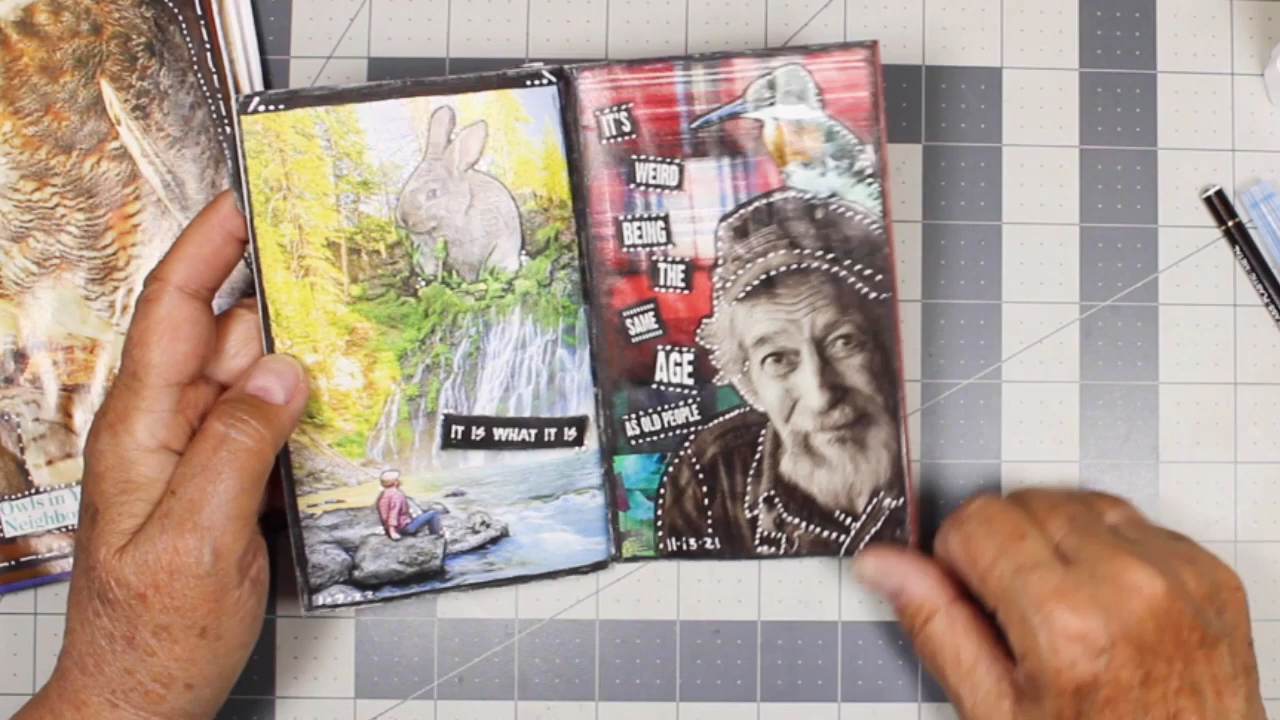 IT IS WHAT IT IS
IT'S
WEIRD
BEING
THE
SAME
AGE
AS OLD PEOPLE
11-13-21
Owls in
Neighbo